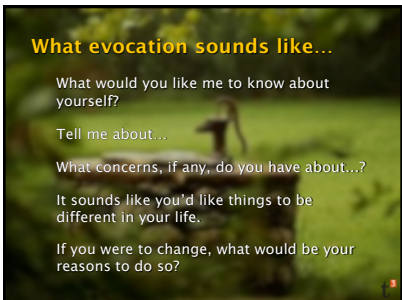 What evocation sounds like…
What would you like me to know about
yourself?
Tell me about…
What concerns, if any, do you have about...?
It sounds like you'd like things to be
different in your life.
If you were to change, what would be your
reasons to do so?
t³